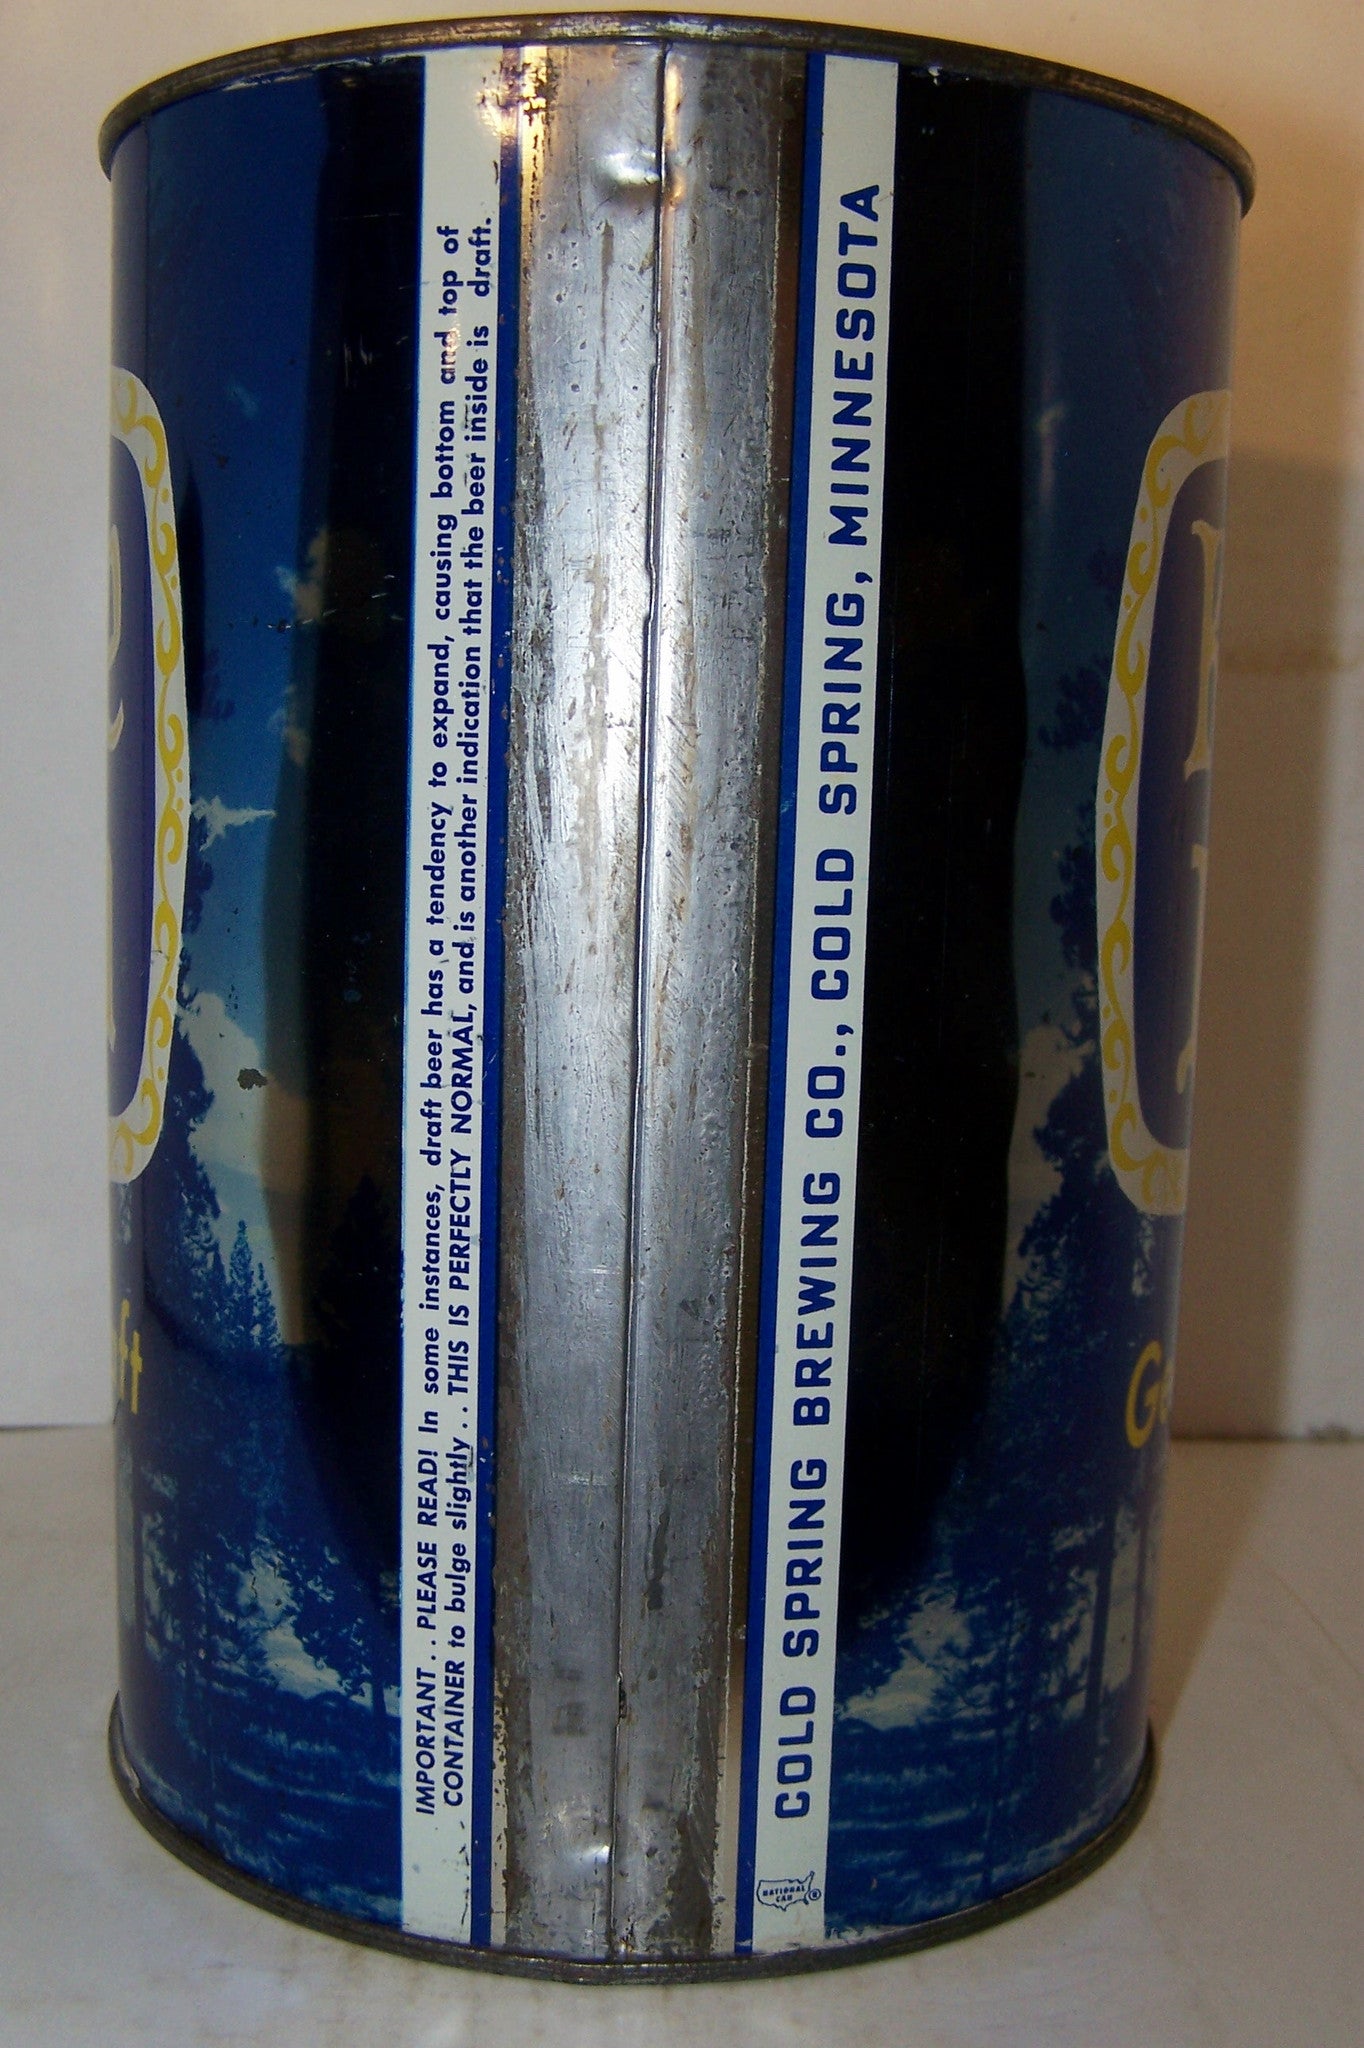 IMPORTANT . . PLEASE READ! In some instances, draft beer has a tendency to expand, causing bottom and top of
CONTAINER to bulge slightly . . THIS IS PERFECTLY NORMAL, and is another indication that the beer inside is draft.
COLD SPRING BREWING CO., COLD SPRING, MINNESOTA
NATIONAL
CAN
®
ft
Ge